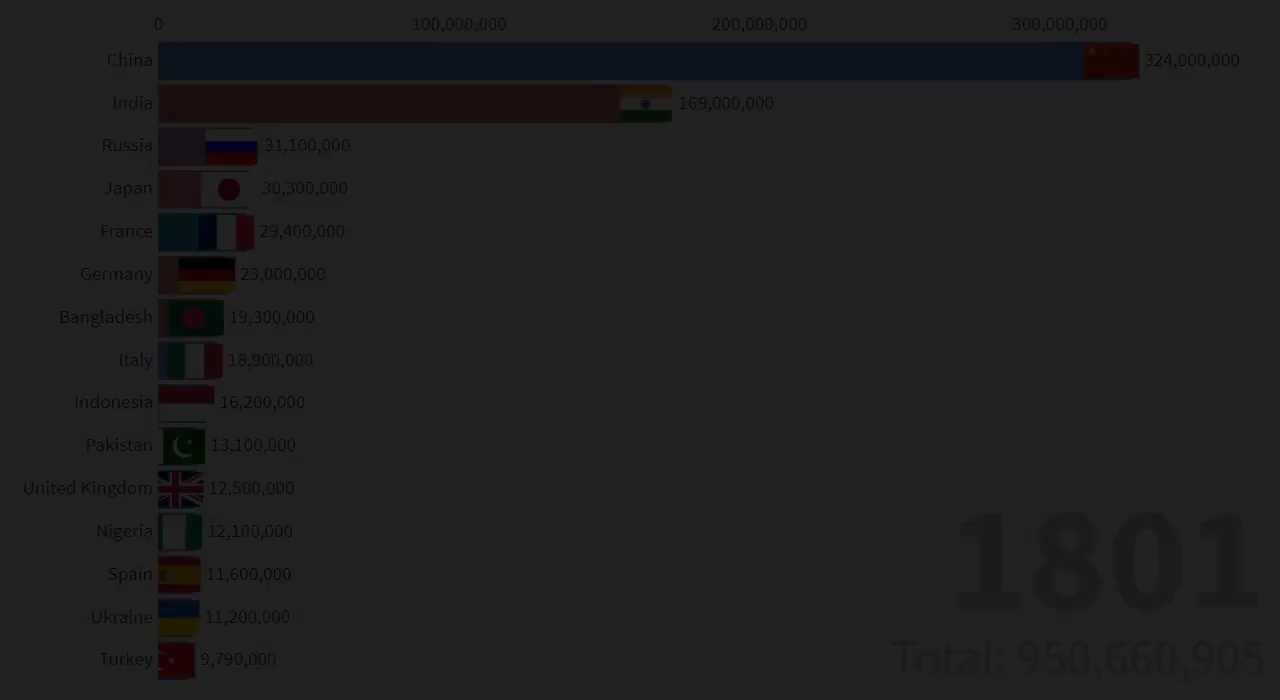 0 100,000,000 200,000,000 300,000,000
China 324,000,000
India 169,000,000
Russia 31,100,000
Japan 30,300,000
France 29,400,000
Germany 23,000,000
Bangladesh 19,300,000
Italy 18,900,000
Indonesia 16,200,000
Pakistan 13,100,000
United Kingdom 12,500,000
Nigeria 12,100,000
Spain 11,600,000
Ukraine 11,200,000
Turkey 9,790,000
1801
Total: 950,660,905